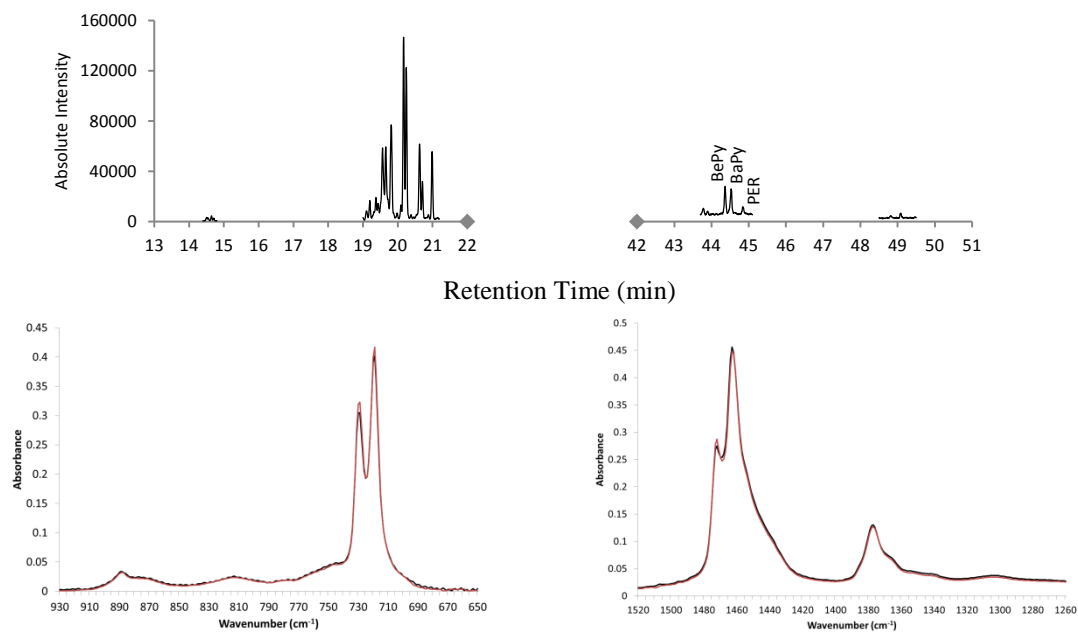 160000
120000
80000
40000
0
Absolute Intensity
13 14 15 16 17 18 19 20 21 22
BePy
BaPy
PER
42 43 44 45 46 47 48 49 50 51
Retention Time (min)
0.45
0.4
0.35
0.3
0.25
0.2
0.15
0.1
0.05
0
Absorbance
930 910 890 870 850 830 810 790 770 750 730 710 690 670 650
Wavenumber (cm-1)
0.5
0.45
0.4
0.35
0.3
0.25
0.2
0.15
0.1
0.05
0
Absorbance
1520 1500 1480 1460 1440 1420 1400 1380 1360 1340 1320 1300 1280 1260
Wavenumber (cm-1)